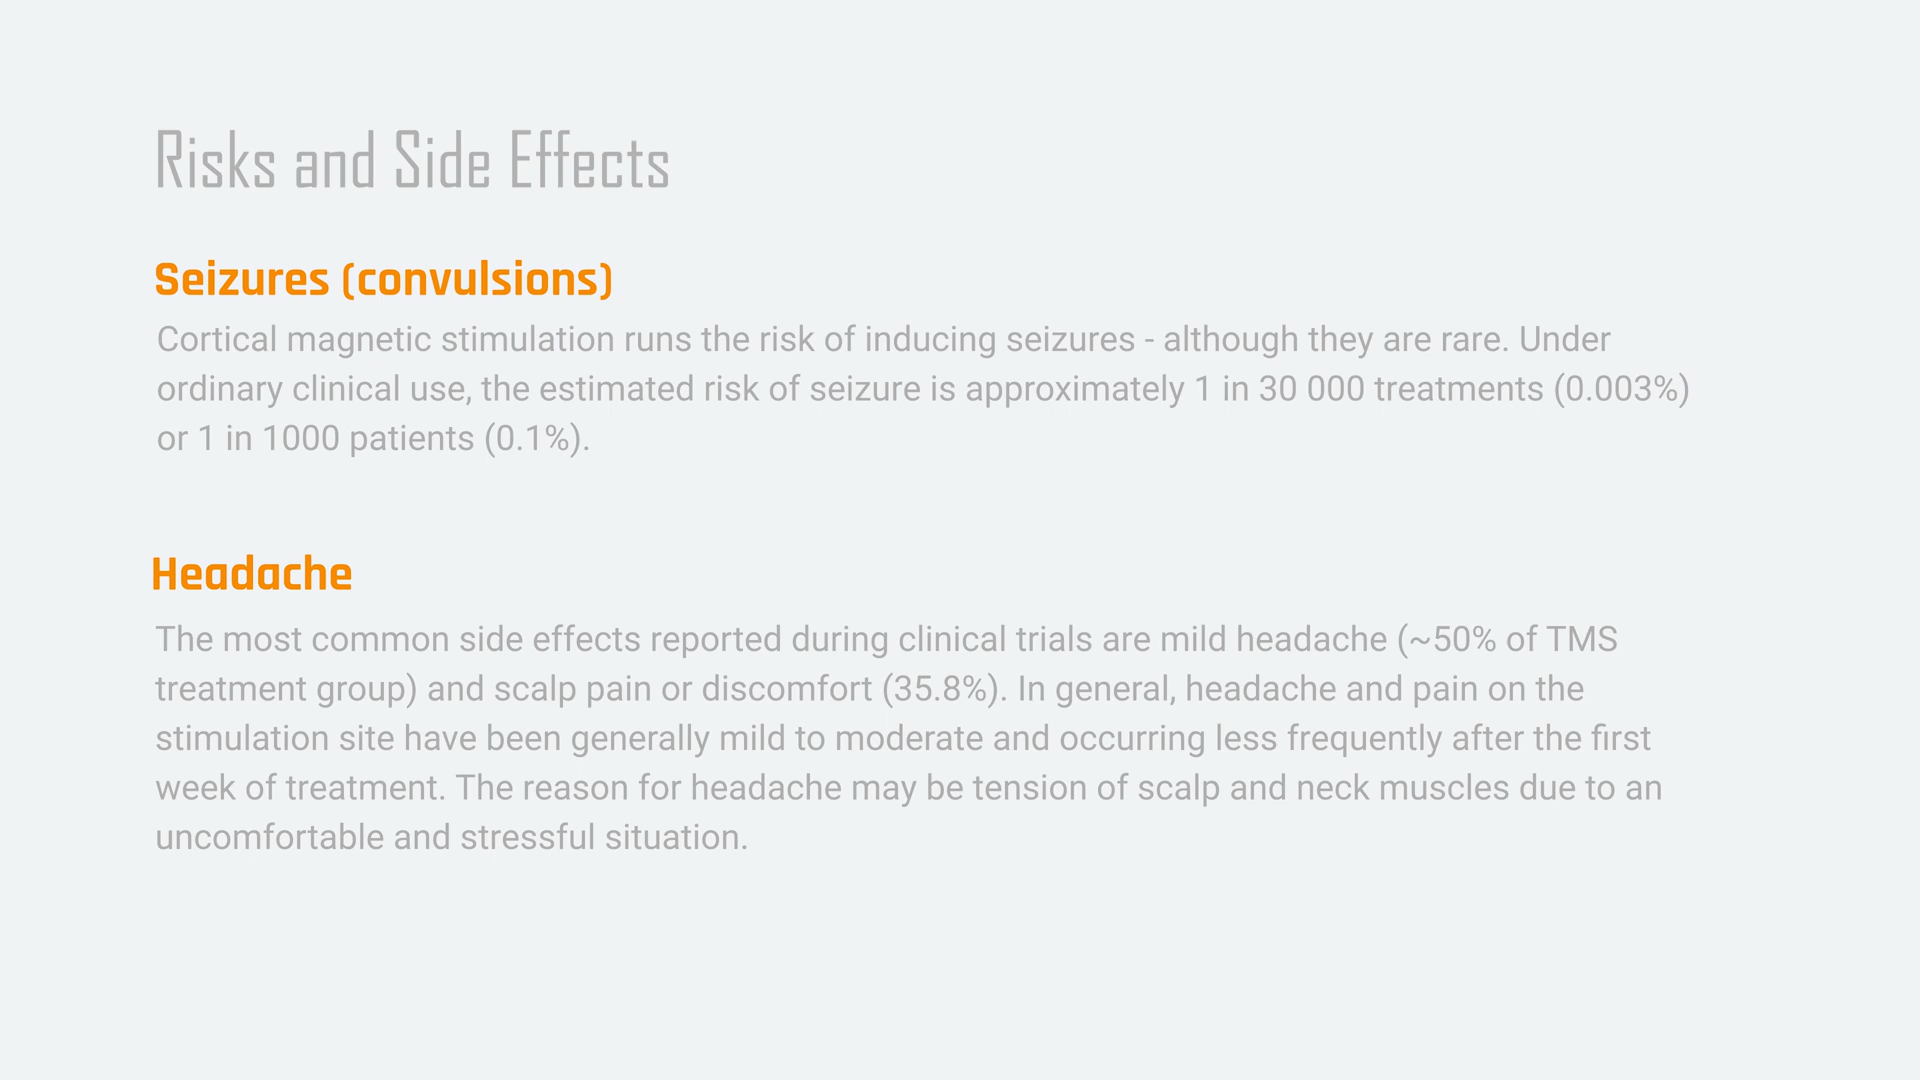 Risks and Side Effects
Seizures (convulsions)
Cortical magnetic stimulation runs the risk of inducing seizures - although they are rare. Under
ordinary clinical use, the estimated risk of seizure is approximately 1 in 30 000 treatments (0.003%)
or 1 in 1000 patients (0.1%).
Headache
The most common side effects reported during clinical trials are mild headache (~50% of TMS
treatment group) and scalp pain or discomfort (35.8%). In general, headache and pain on the
stimulation site have been generally mild to moderate and occurring less frequently after the first
week of treatment. The reason for headache may be tension of scalp and neck muscles due to an
uncomfortable and stressful situation.